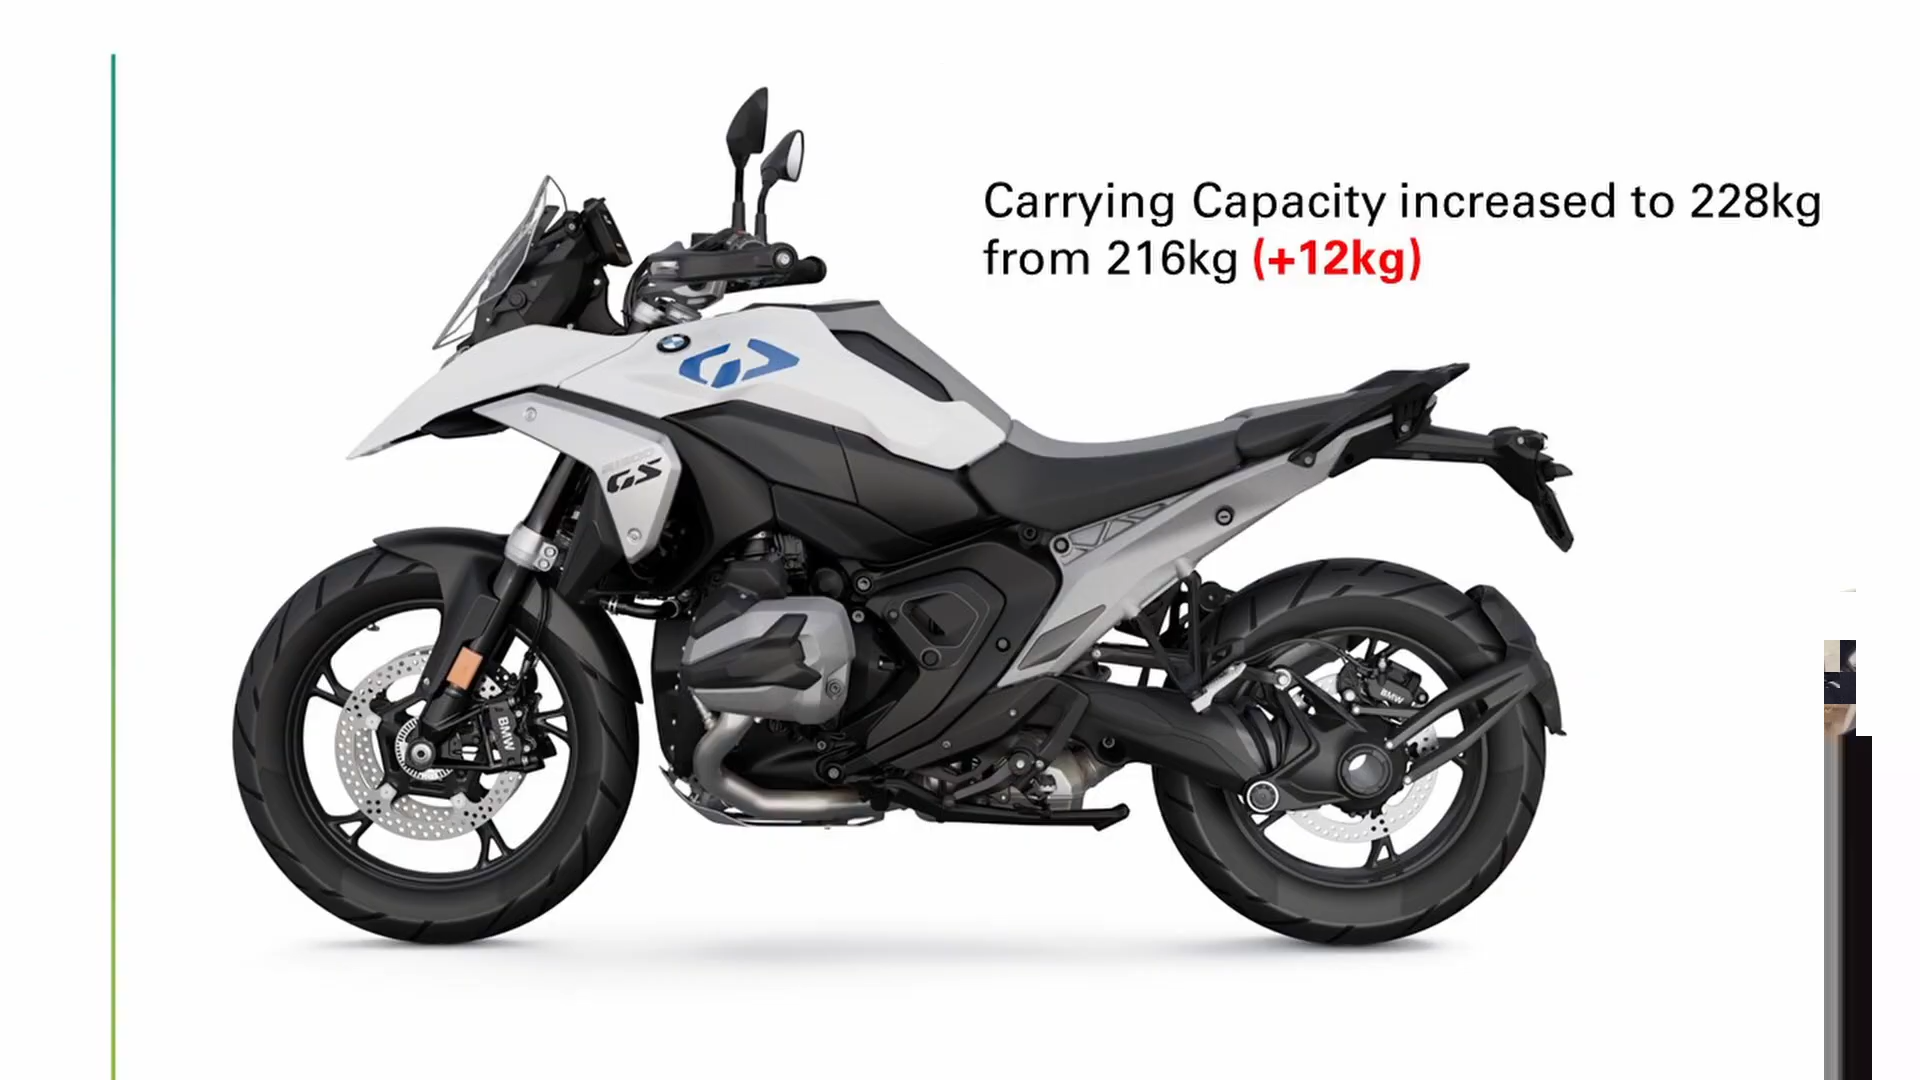 Carrying Capacity increased to 228kg
from 216kg (+12kg)
GS
BMW
BMW